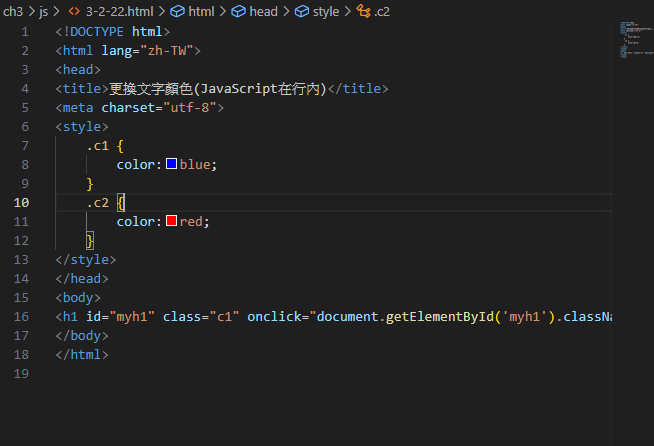 ch3 > js > <> 3-2-22.html > html > head > style > .c2
1 <!DOCTYPE html>
2 <html lang="zh-TW">
3 <head>
4 <title>更換文字顏色(JavaScript在行內)</title>
5 <meta charset="utf-8">
6 <style>
7 .c1 {
8 color:blue;
9 }
10 .c2 {
11 color:red;
12 }
13 </style>
14 </head>
15 <body>
16 <h1 id="myh1" class="c1" onclick="document.getElementById('myh1').classNa
17 </body>
18 </html>
19